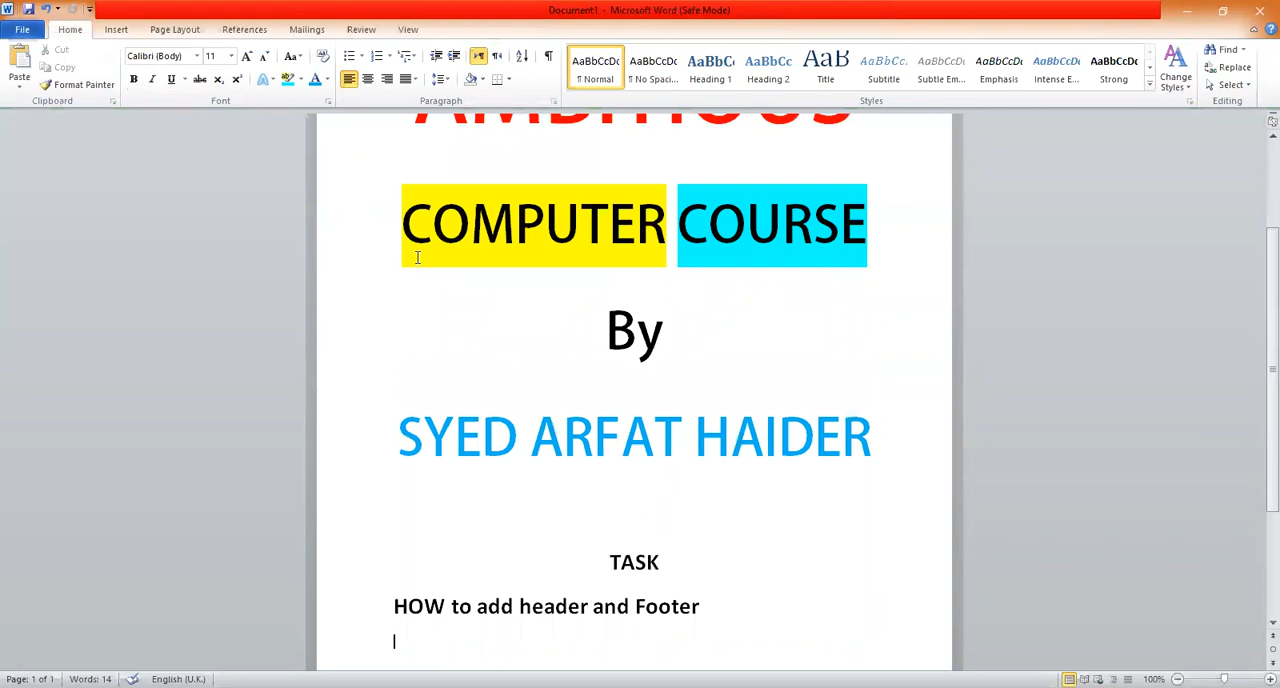 Document1 - Microsoft Word (Safe Mode)
File Home Insert Page Layout References Mailings Review View
Paste
Cut
Copy
Format Painter
Clipboard
Calibri (Body) 11
Font
Paragraph
AaBbCcDc AaBbCcDc AaBbC AaBbCc AaB AaBbCc. AaBbCcDc AaBbCcDc AaBbCcDc AaBbCcDc
¶ Normal ¶ No Spaci... Heading 1 Heading 2 Title Subtitle Subtle Em... Emphasis Intense E... Strong
Styles
Change
Styles
Find
Replace
Select
Editing
AMBITIOUS
COMPUTER COURSE
By
SYED ARFAT HAIDER
TASK
HOW to add header and Footer
Page: 1 of 1 Words: 14 English (U.K.) 100%